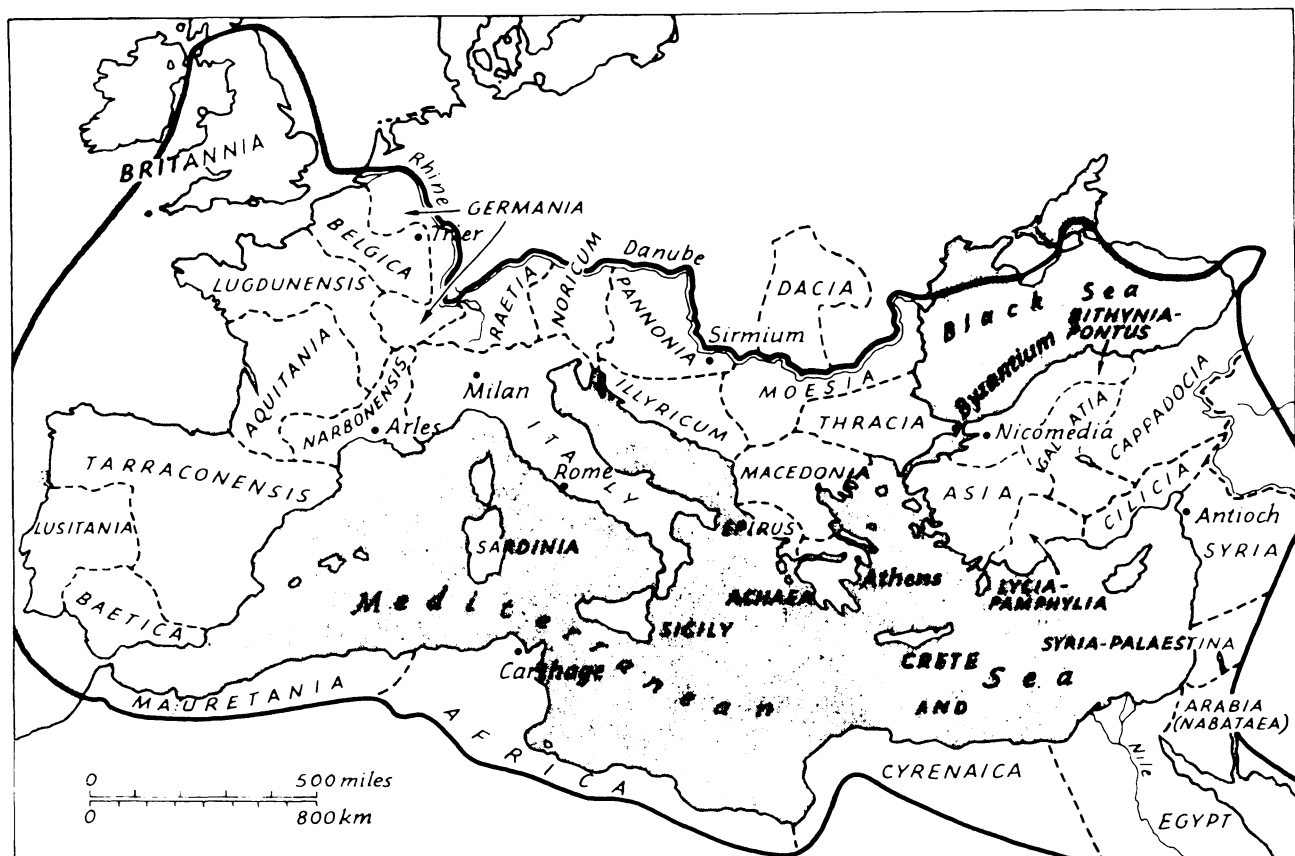 BRITANNIA
Rhine
GERMANIA
BELGICA
Trier
LUGDUNENSIS
RAETIA
NORICUM
Danube
PANNONIA
DACIA
Sirmium
Black Sea
BITHYNIA-
PONTUS
Byzantium
AQUITANIA
NARBONENSIS
Arles
Milan
ITALY
ILLYRICUM
MOESIA
THRACIA
Nicomedia
GALATIA
CAPPADOCIA
TARRACONENSIS
Rome
MACEDONIA
ASIA
CILICIA
Antioch
SYRIA
LUSITANIA
SARDINIA
EPIRUS
Athens
ACHAEA
LYCIA-
PAMPHYLIA
BAETICA
Mediterranean Sea
SICILY
CRETE
AND
CYRENAICA
SYRIA-PALAESTINA
Carthage
MAURETANIA
AFRICA
ARABIA
(NABATAEA)
Nile
EGYPT
0 500 miles
0 800 km